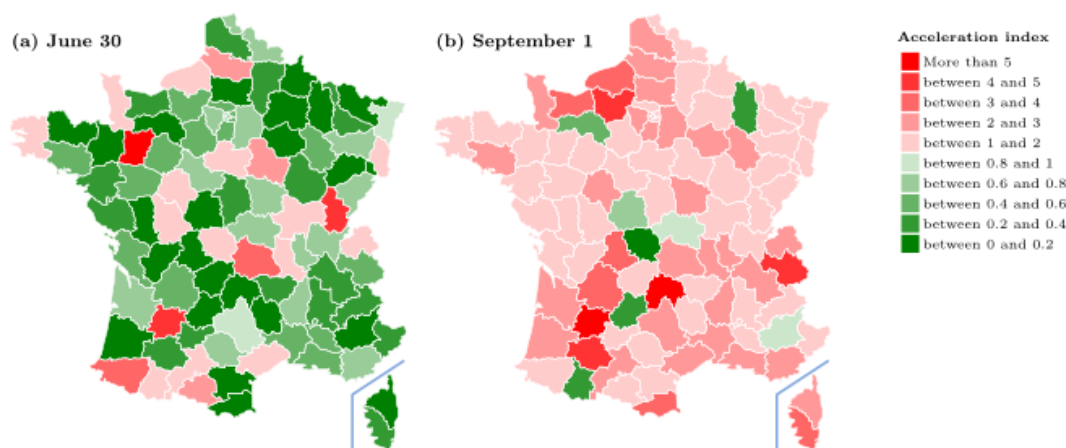 (a) June 30
(b) September 1
Acceleration index
More than 5
between 4 and 5
between 3 and 4
between 2 and 3
between 1 and 2
between 0.8 and 1
between 0.6 and 0.8
between 0.4 and 0.6
between 0.2 and 0.4
between 0 and 0.2